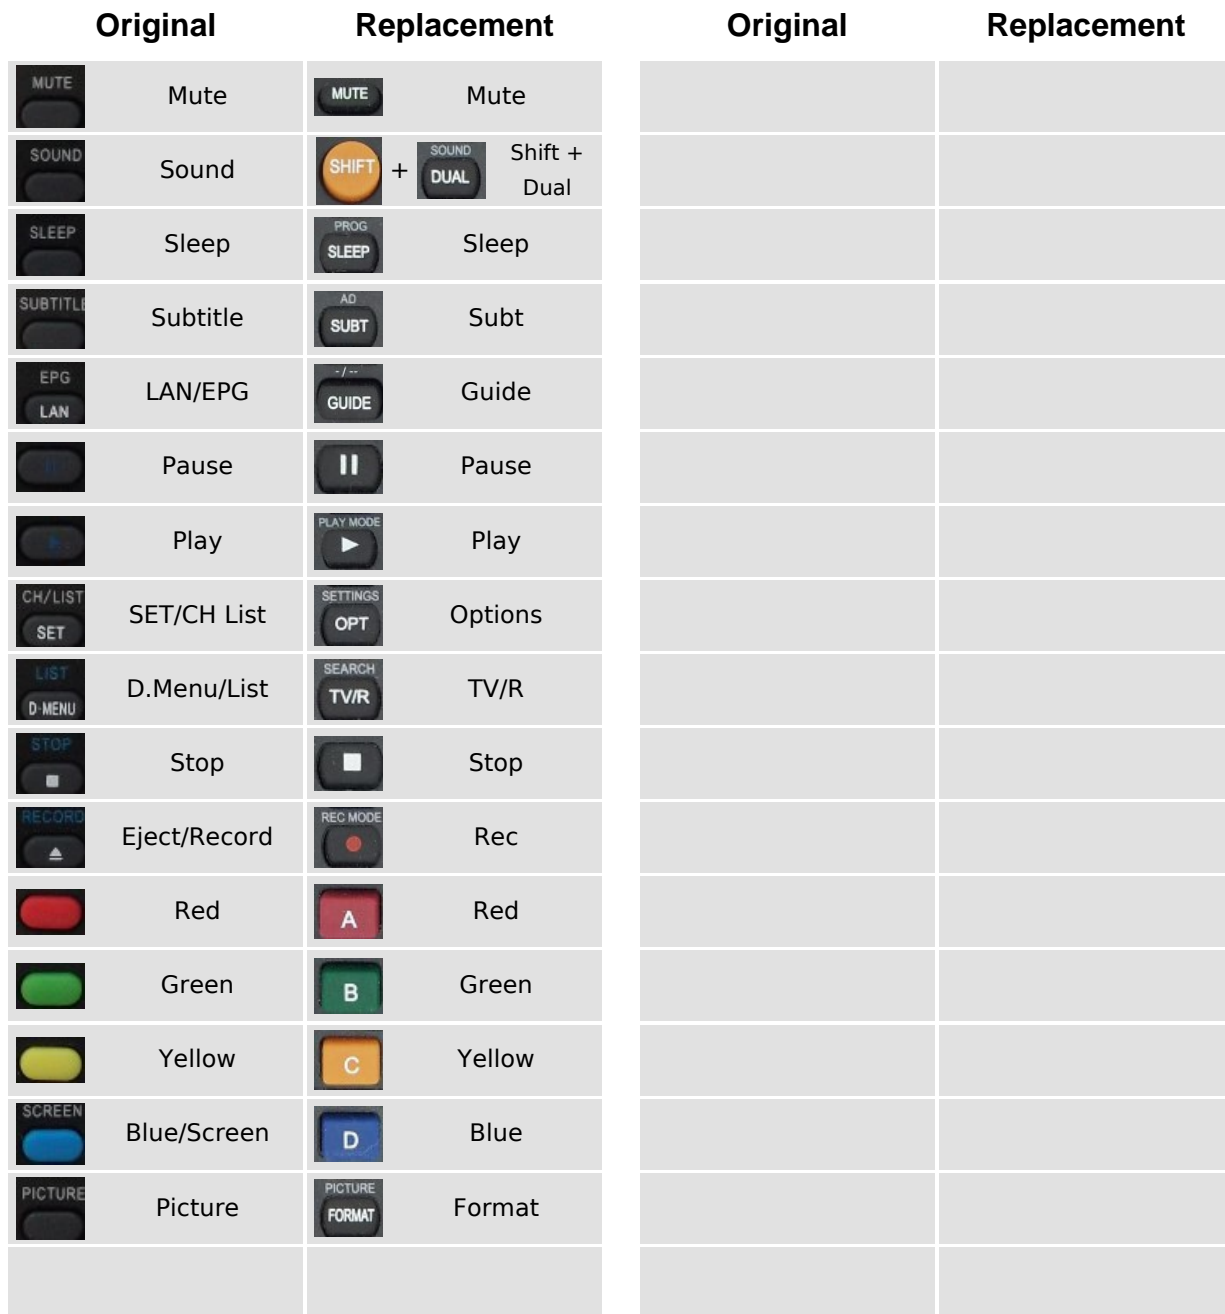 Original Replacement Original Replacement
MUTE Mute MUTE Mute
SOUND Sound SHIFT + SOUND DUAL Shift + Dual
SLEEP Sleep PROG SLEEP Sleep
SUBTITLE Subtitle AD SUBT Subt
EPG LAN LAN/EPG -/-- GUIDE Guide
Pause Pause
Play PLAY MODE Play
CH/LIST SET SET/CH List SETTINGS OPT Options
LIST D-MENU D.Menu/List SEARCH TV/R TV/R
STOP Stop Stop
RECORD Eject/Record REC MODE Rec
Red A Red
Green B Green
Yellow C Yellow
SCREEN Blue/Screen D Blue
PICTURE Picture PICTURE FORMAT Format